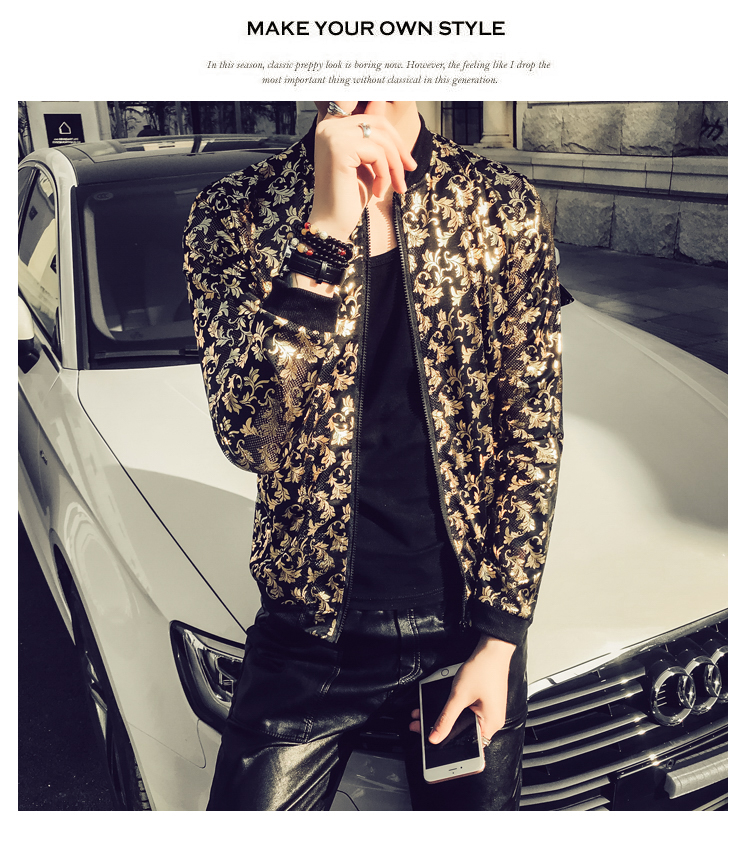 MAKE YOUR OWN STYLE
In this season, classic preppy look is boring now. However, the feeling like I drop the
most important thing without classical in this generation.